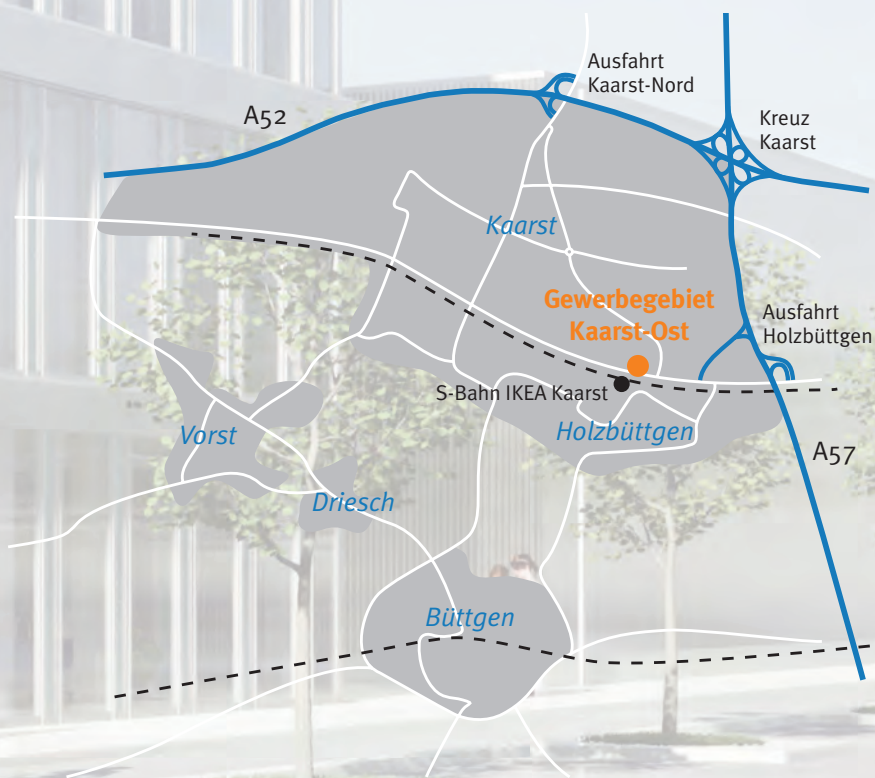 Ausfahrt
Kaarst-Nord
A52
Kreuz
Kaarst
Kaarst
Gewerbegebiet
Kaarst-Ost
Ausfahrt
Holzbüttgen
S-Bahn IKEA Kaarst
Holzbüttgen
Vorst
A57
Driesch
Büttgen